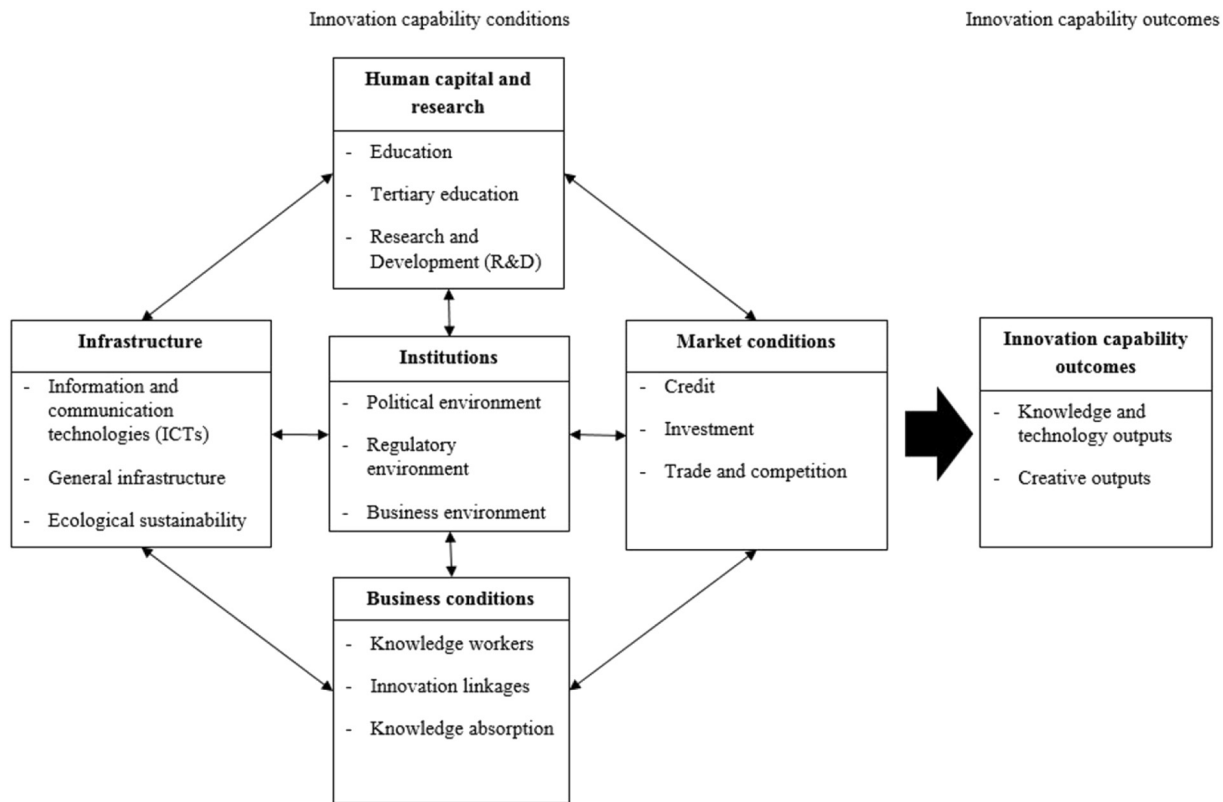 Innovation capability conditions
Innovation capability outcomes
Human capital and
research
- Education
- Tertiary education
- Research and
Development (R&D)
Infrastructure
- Information and
communication
technologies (ICTs)
- General infrastructure
- Ecological sustainability
Institutions
- Political environment
- Regulatory
environment
- Business environment
Market conditions
- Credit
- Investment
- Trade and competition
Innovation capability
outcomes
- Knowledge and
technology outputs
- Creative outputs
Business conditions
- Knowledge workers
- Innovation linkages
- Knowledge absorption